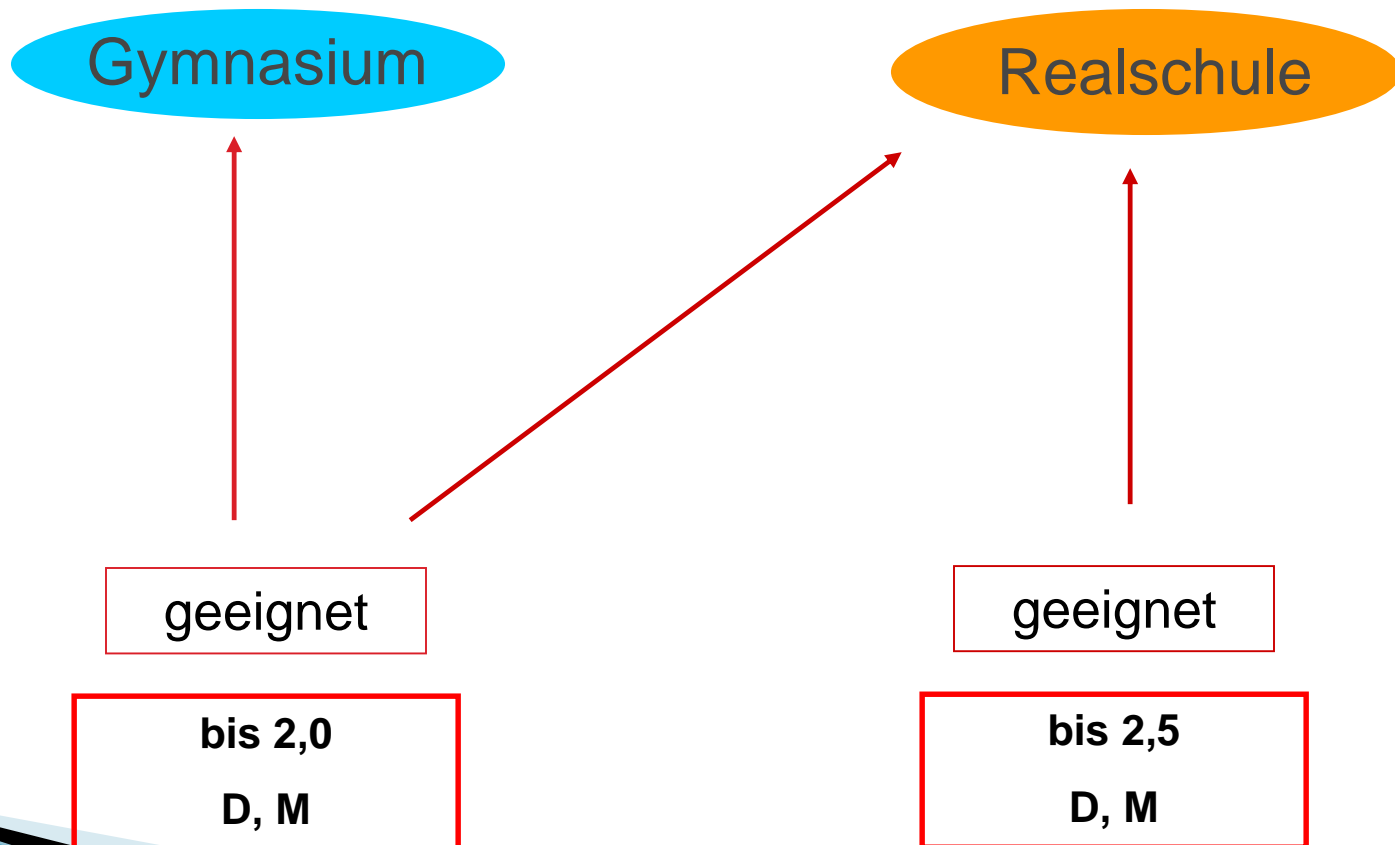 Gymnasium
Realschule
geeignet
geeignet
bis 2,0
D, M
bis 2,5
D, M